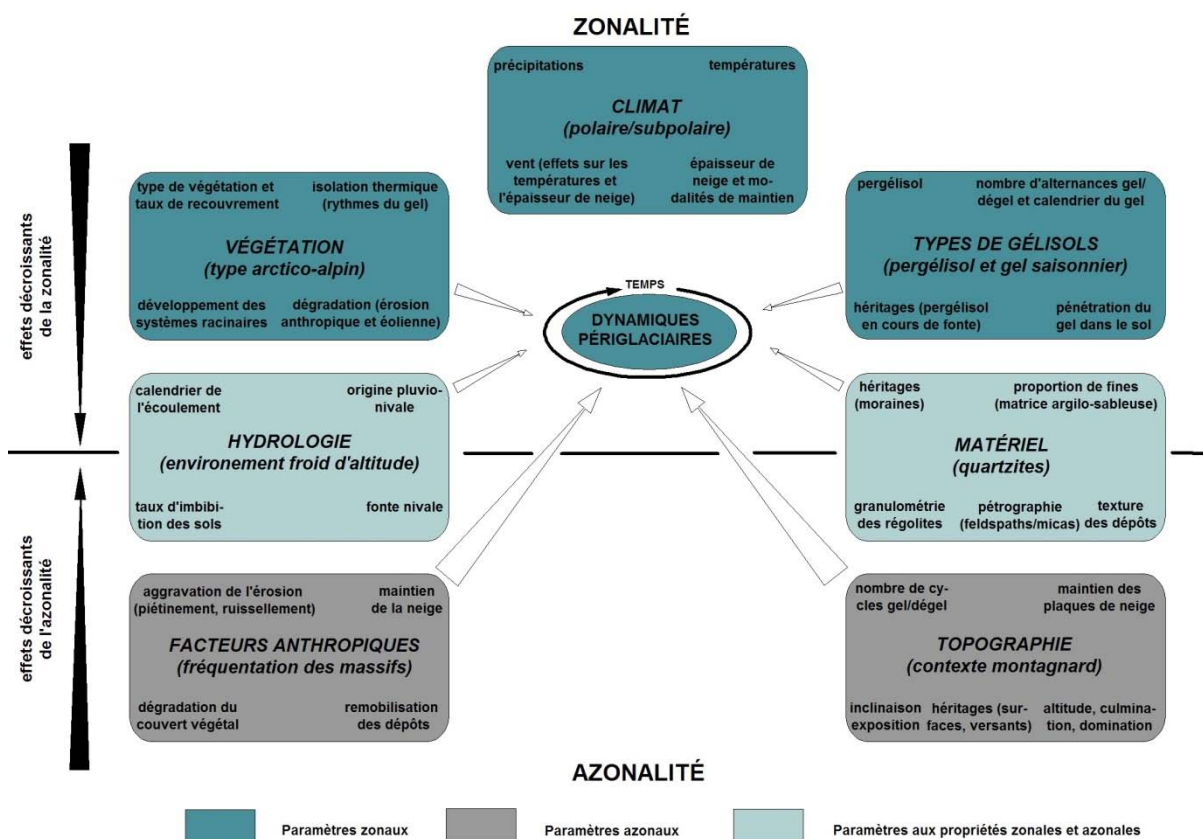 ZONALITÉ
précipitations
températures
CLIMAT
(polaire/subpolaire)
vent (effets sur les
températures et
l'épaisseur de neige)
épaisseur de
neige et mo-
dalités de maintien
effets décroissants
de la zonalité
type de végétation et
taux de recouvrement
isolation thermique
(rythmes du gel)
VÉGÉTATION
(type arctico-alpin)
développement des
systèmes racinaires
dégradation (érosion
anthropique et éolienne)
pergélisol
nombre d'alternances gel/
dégel et calendrier du gel
TYPES DE GÉLISOLS
(pergélisol et gel saisonnier)
héritages (pergélisol
en cours de fonte)
pénétration du
gel dans le sol
TEMPS
DYNAMIQUES
PÉRIGLACIAIRES
calendrier de
l'écoulement
origine pluvio-
nivale
HYDROLOGIE
(environement froid d'altitude)
taux d'imbibi-
tion des sols
fonte nivale
héritages
(moraines)
proportion de fines
(matrice argilo-sableuse)
MATÉRIEL
(quartzites)
granulométrie
des régolites
pétrographie
(feldspaths/micas)
texture
des dépôts
effets décroissants
de l'azonalité
aggravation de l'érosion
(piétinement, ruissellement)
maintien
de la neige
FACTEURS ANTHROPIQUES
(fréquentation des massifs)
dégradation du
couvert végétal
remobilisation
des dépôts
nombre de cy-
cles gel/dégel
maintien des
plaques de neige
TOPOGRAPHIE
(contexte montagnard)
inclinaison
exposition
héritages (sur-
faces, versants)
altitude, culmina-
tion, domination
AZONALITÉ
Paramètres zonaux
Paramètres azonaux
Paramètres aux propriétés zonales et azonales